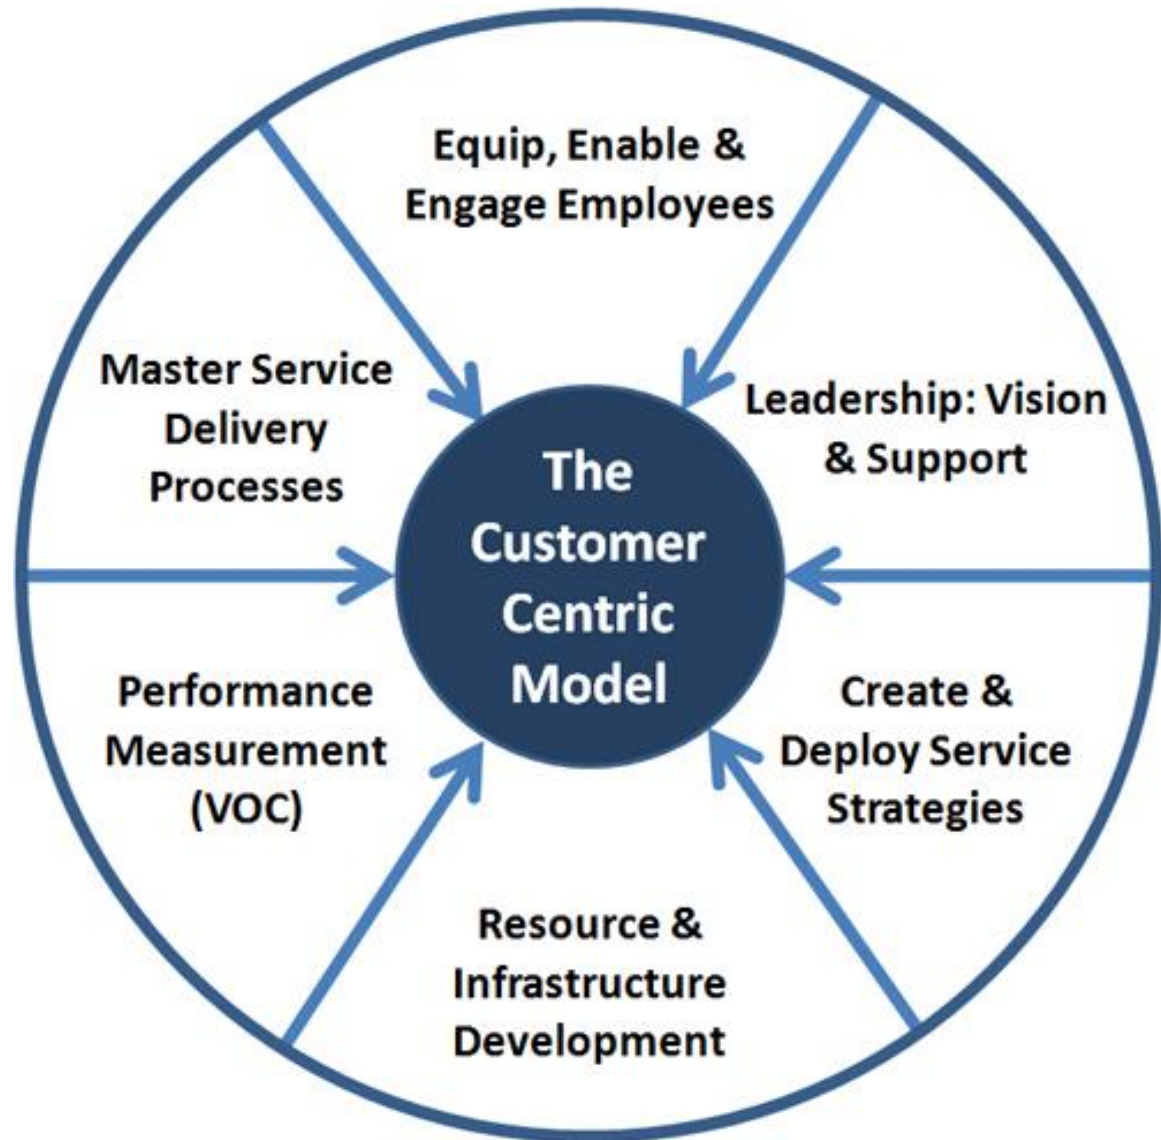 Equip, Enable &
Engage Employees
Leadership: Vision
& Support
Create &
Deploy Service
Strategies
Resource &
Infrastructure
Development
Performance
Measurement
(VOC)
Master Service
Delivery
Processes
The
Customer
Centric
Model